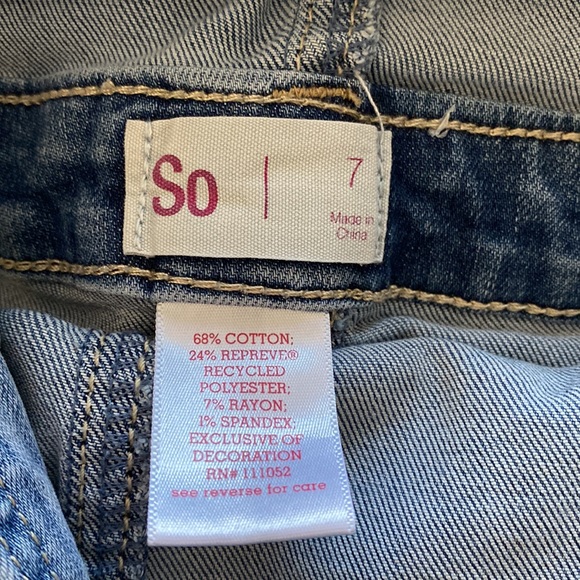 So | 7
Made in
China
68% COTTON;
24% REPREVE®
RECYCLED
POLYESTER;
7% RAYON;
1% SPANDEX;
EXCLUSIVE OF
DECORATION
RN# 111052
see reverse for care